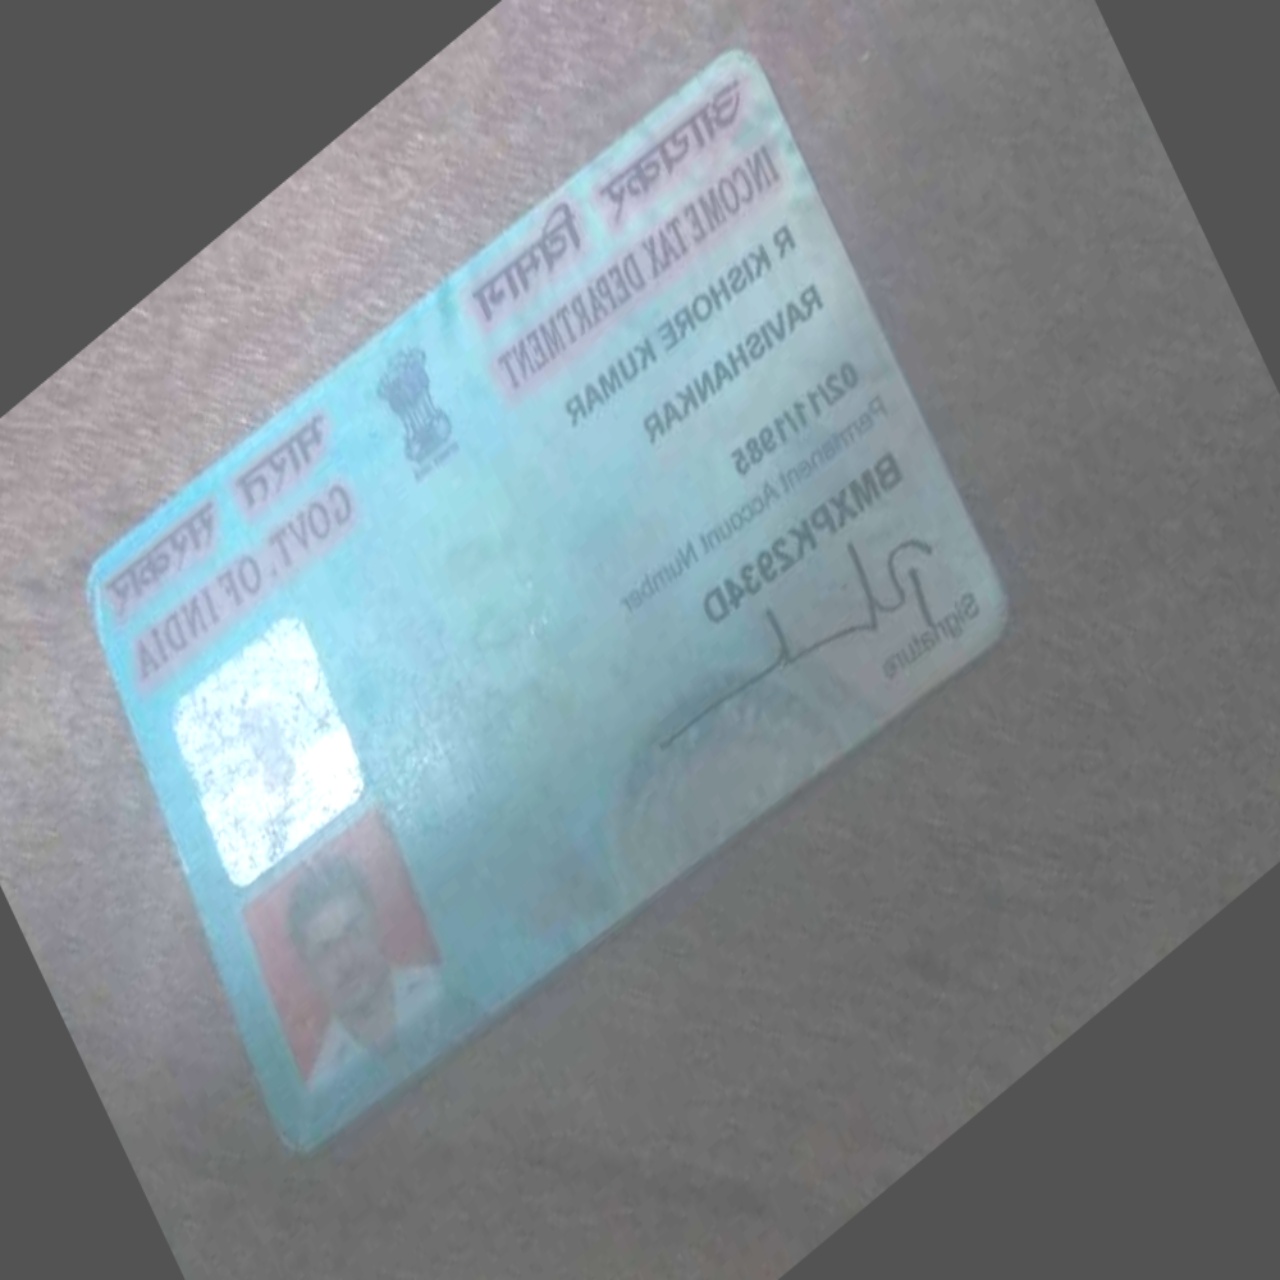 आयकर विभाग
INCOME TAX DEPARTMENT
भारत सरकार
GOVT. OF INDIA
R KISHORE KUMAR
RAVISHANKAR
02/11/1985
Permanent Account Number
BMXPK2934D
Signature